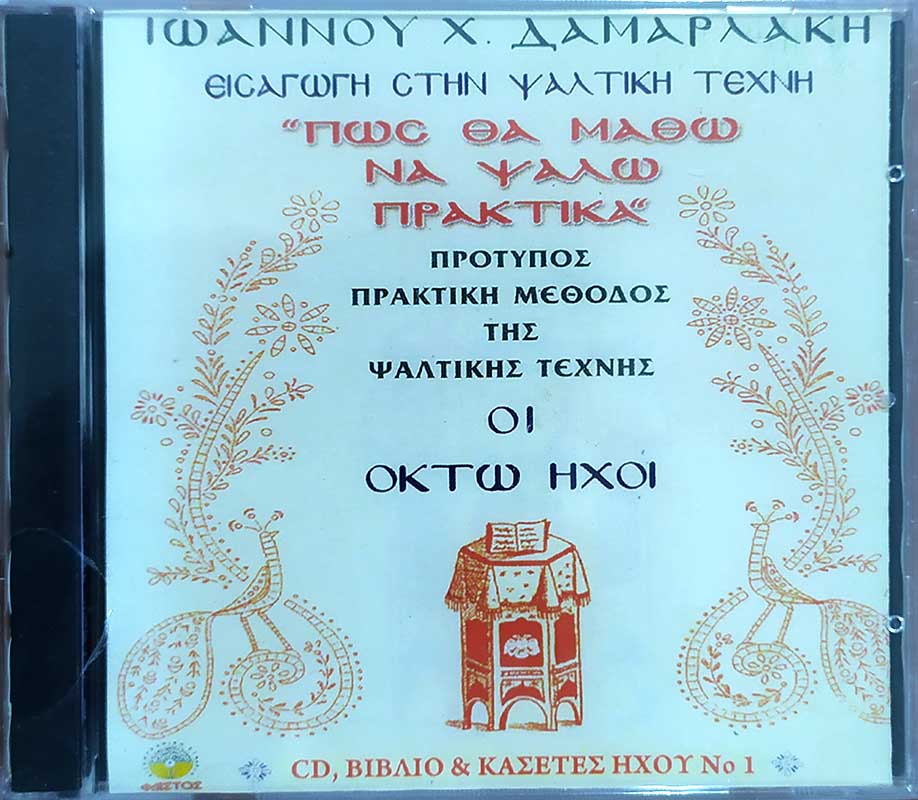 ΙΩΑΝΝΟΥ Χ. ΔΑΜΑΡΛΑΚΗ
ΕΙΣΑΓΩΓΗ ΣΤΗΝ ΨΑΛΤΙΚΗ ΤΕΧΝΗ
“ΠΩΣ ΘΑ ΜΑΘΩ
ΝΑ ΨΑΛΩ
ΠΡΑΚΤΙΚΑ“
ΠΡΟΤΥΠΟΣ
ΠΡΑΚΤΙΚΗ ΜΕΘΟΔΟΣ
ΤΗΣ
ΨΑΛΤΙΚΗΣ ΤΕΧΝΗΣ
ΟΙ
ΟΚΤΩ ΗΧΟΙ
CD, ΒΙΒΛΙΟ & ΚΑΣΕΤΕΣ ΗΧΟΥ Νο 1